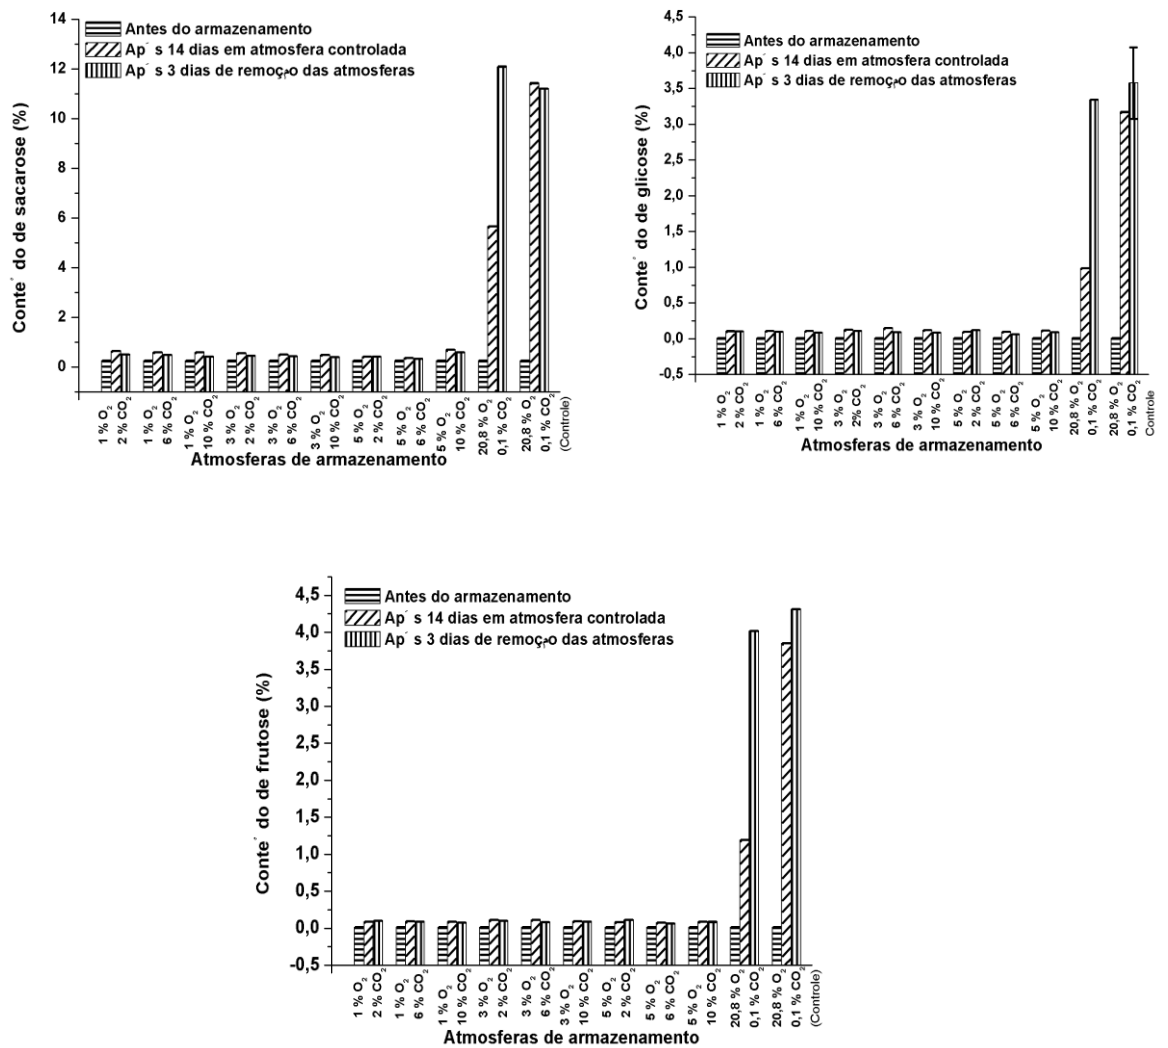 14
12
10
8
6
4
2
0
Conte´ do de sacarose (%)
Antes do armazenamento
Ap´ s 14 dias em atmosfera controlada
Ap´ s 3 dias de remoç o das atmosferas
1 % O2
2 % CO2
1 % O2
6 % CO2
1 % O2
10 % CO2
3 % O2
2 % CO2
3 % O2
6 % CO2
3 % O2
10 % CO2
5 % O2
2 % CO2
5 % O2
6 % CO2
5 % O2
10 % CO2
20,8 % O2
0,1 % CO2
20,8 % O2
0,1 % CO2
(Controle)
Atmosferas de armazenamento
4,5
4,0
3,5
3,0
2,5
2,0
1,5
1,0
0,5
0,0
-0,5
Conte´ do de glicose (%)
Antes do armazenamento
Ap´ s 14 dias em atmosfera controlada
Ap´ s 3 dias de remoç o das atmosferas
1 % O2
2 % CO2
1 % O2
6 % CO2
1 % O2
10 % CO2
3 % O2
2% CO2
3 % O2
6 % CO2
3 % O2
10 % CO2
5 % O2
2 % CO2
5 % O2
6 % CO2
5 % O2
10 % CO2
20,8 % O2
0,1 % CO2
20,8 % O2
0,1 % CO2
Controle
Atmosferas de armazenamento
4,5
4,0
3,5
3,0
2,5
2,0
1,5
1,0
0,5
0,0
-0,5
Conte´ do de frutose (%)
Antes do armazenamento
Ap´ s 14 dias em atmosfera controlada
Ap´ s 3 dias de remoç o das atmosferas
1 % O2
2 % CO2
1 % O2
6 % CO2
1 % O2
10 % CO2
3 % O2
2 % CO2
3 % O2
6 % CO2
3 % O2
10 % CO2
5 % O2
2 % CO2
5 % O2
6 % CO2
5 % O2
10 % CO2
20,8 % O2
0,1 % CO2
20,8 % O2
0,1 % CO2
(Controle)
Atmosferas de armazenamento